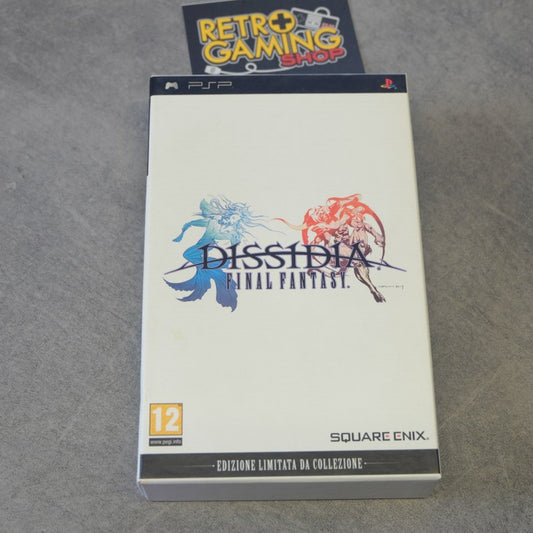 RETRO
GAMING
SHOP
PSP
DISSIDIA
FINAL FANTASY
12
www.pegi.info
SQUARE ENIX
· EDIZIONE LIMITATA DA COLLEZIONE ·